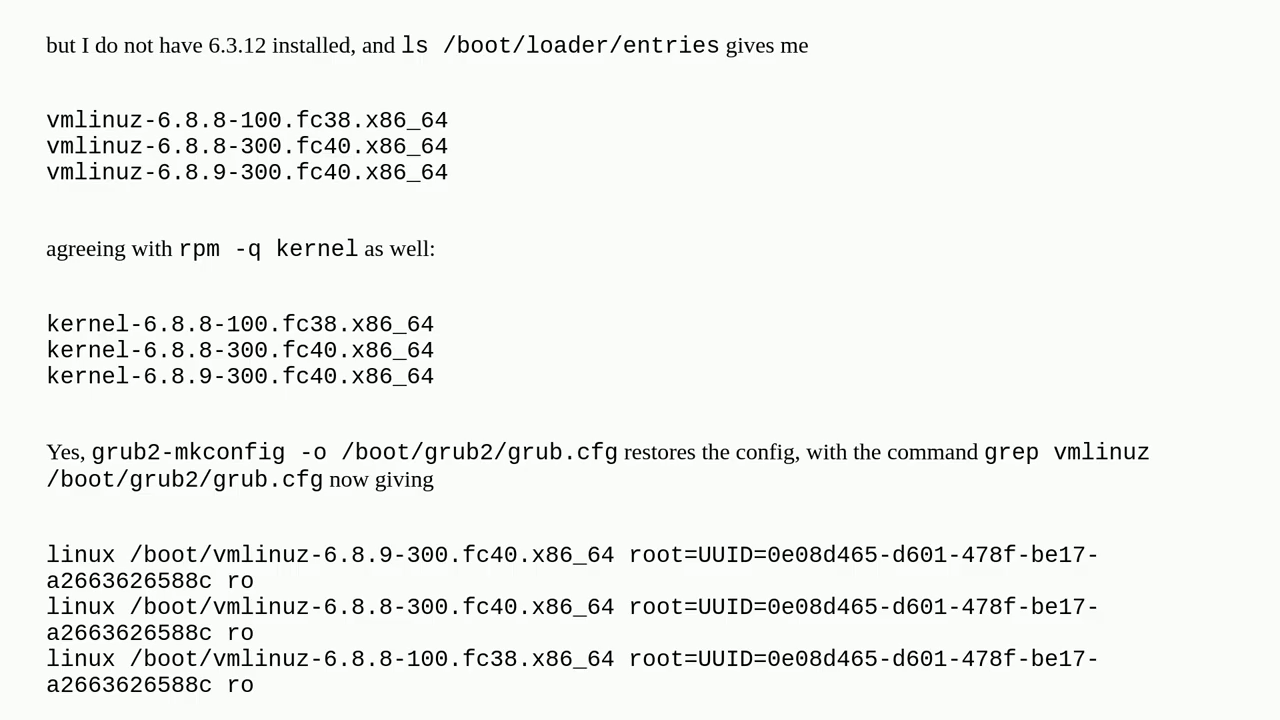 but I do not have 6.3.12 installed, and ls /boot/loader/entries gives me
vmlinuz-6.8.8-100.fc38.x86_64
vmlinuz-6.8.8-300.fc40.x86_64
vmlinuz-6.8.9-300.fc40.x86_64
agreeing with rpm -q kernel as well:
kernel-6.8.8-100.fc38.x86_64
kernel-6.8.8-300.fc40.x86_64
kernel-6.8.9-300.fc40.x86_64
Yes, grub2-mkconfig -o /boot/grub2/grub.cfg restores the config, with the command grep vmlinuz
/boot/grub2/grub.cfg now giving
linux /boot/vmlinuz-6.8.9-300.fc40.x86_64 root=UUID=0e08d465-d601-478f-be17-
a2663626588c ro
linux /boot/vmlinuz-6.8.8-300.fc40.x86_64 root=UUID=0e08d465-d601-478f-be17-
a2663626588c ro
linux /boot/vmlinuz-6.8.8-100.fc38.x86_64 root=UUID=0e08d465-d601-478f-be17-
a2663626588c ro